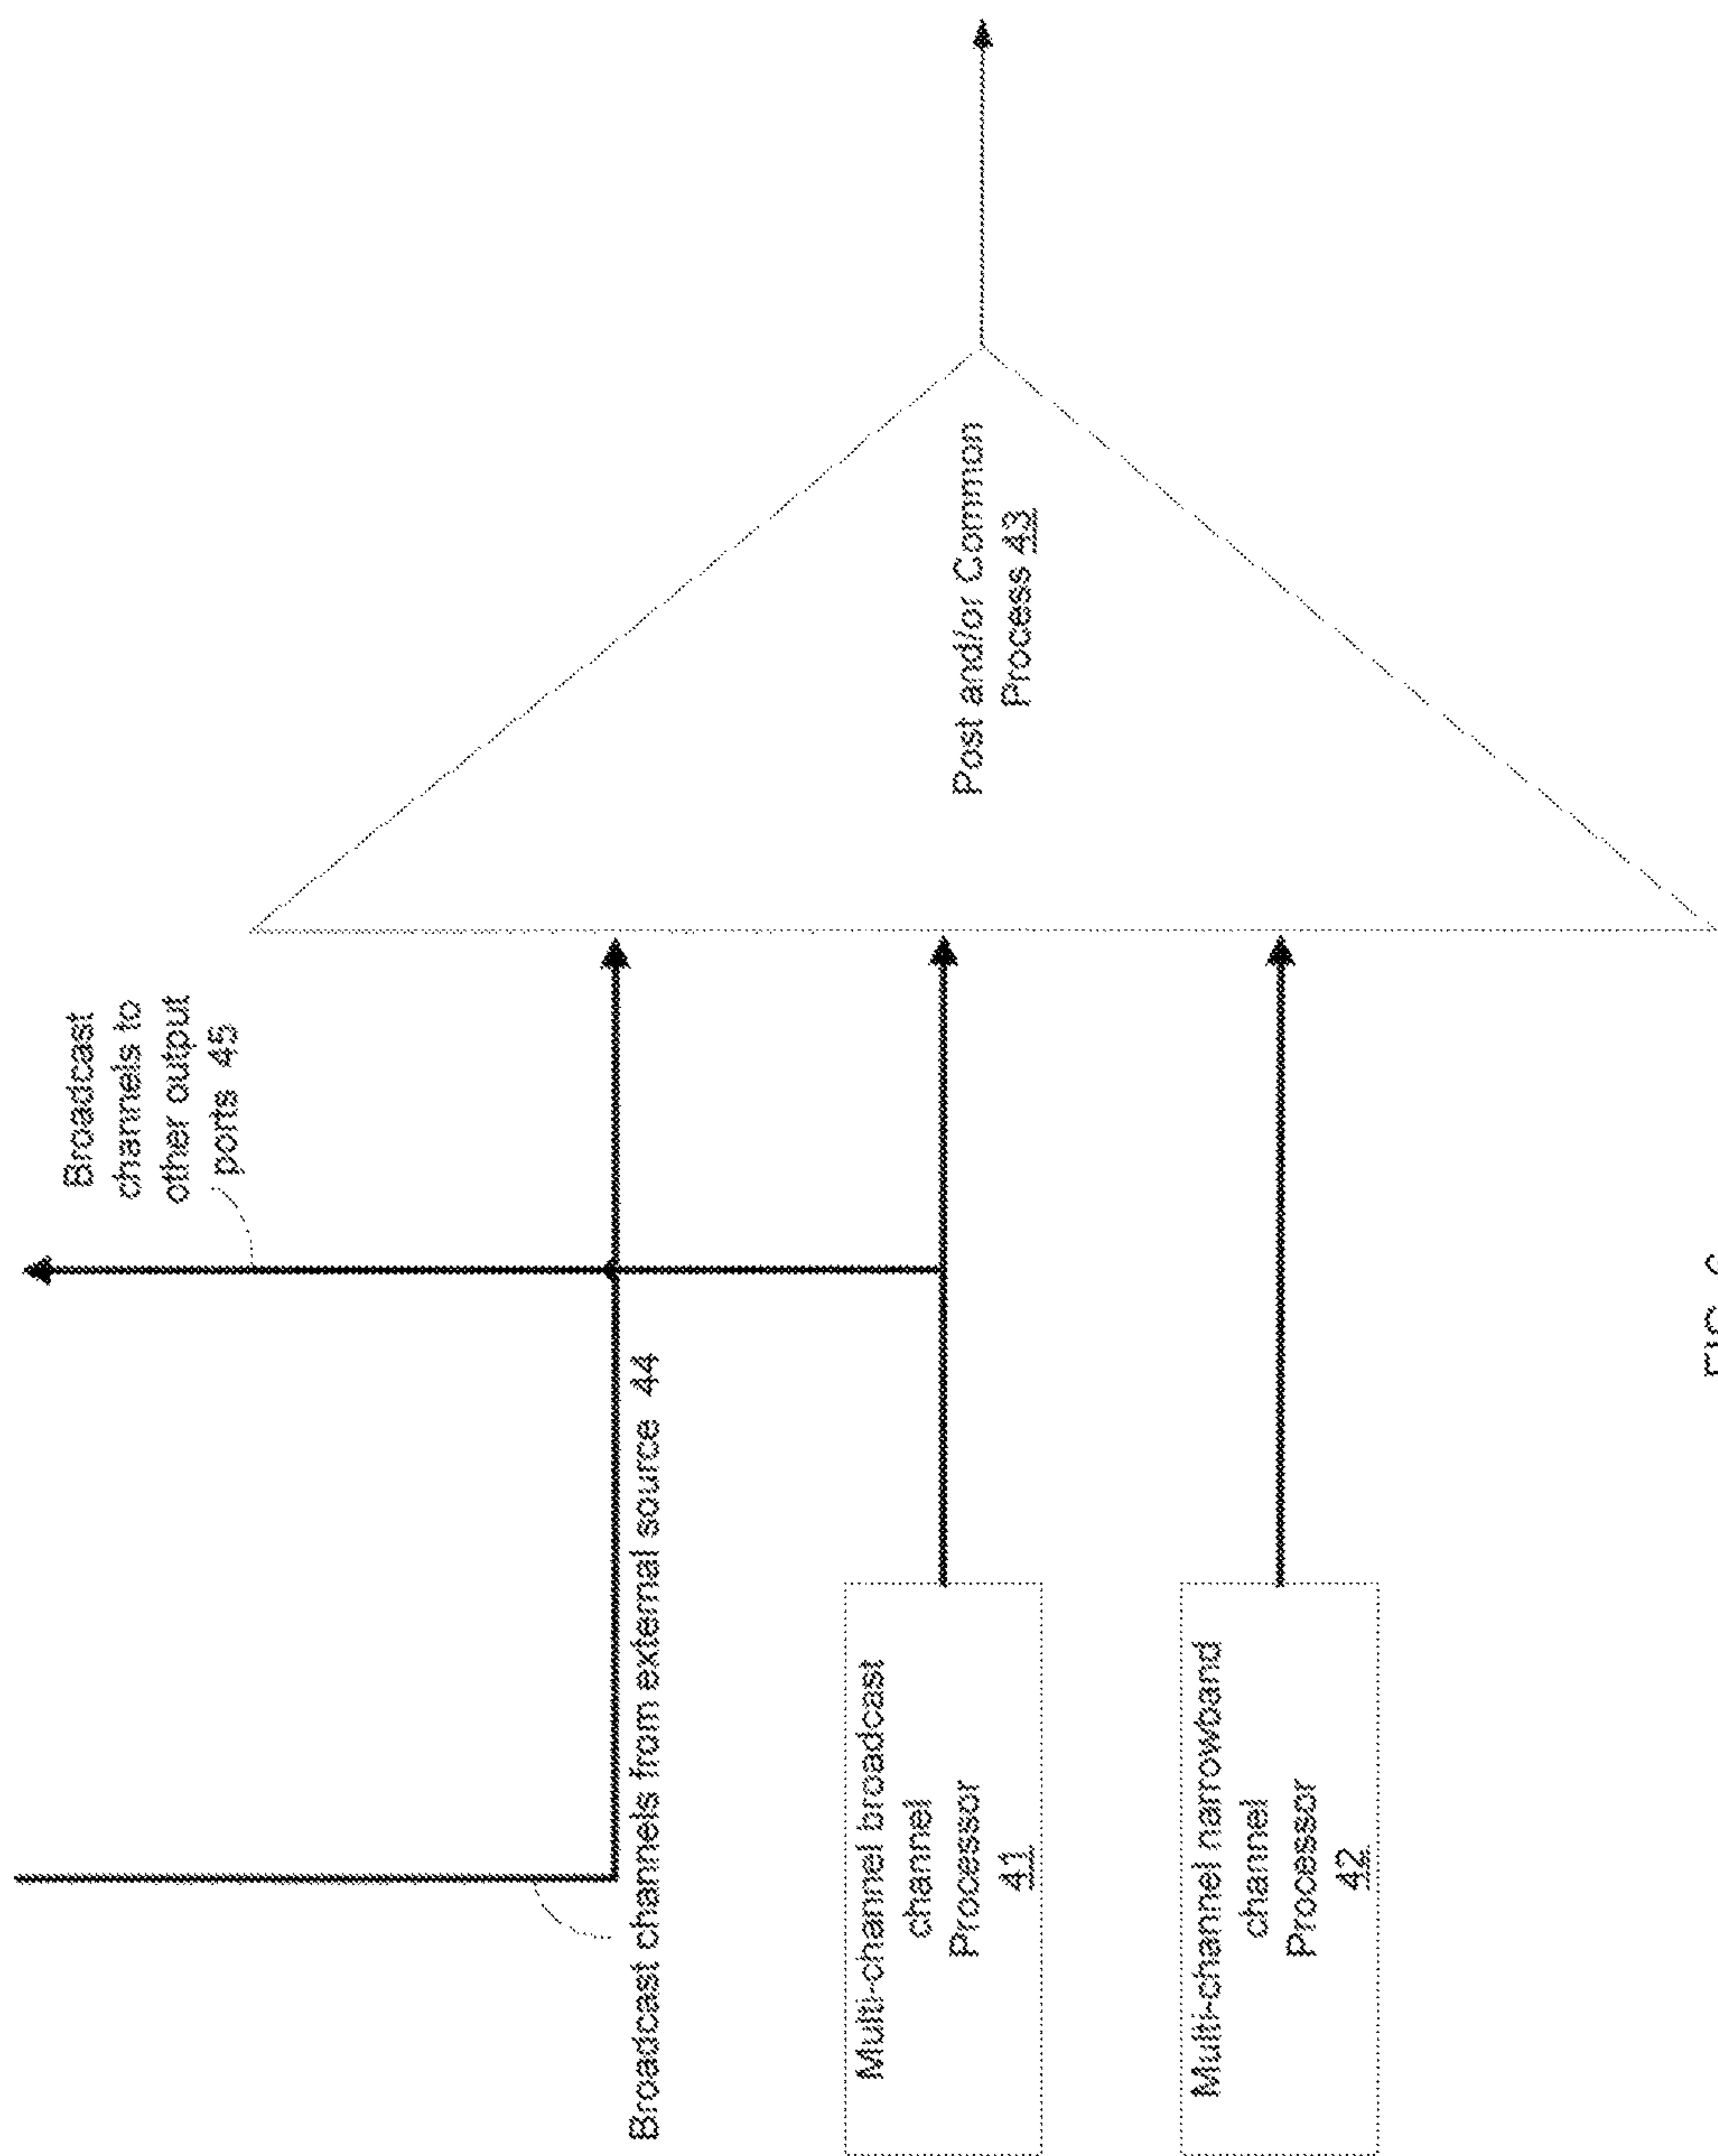 Broadcast
channels to
other output
ports 45
Broadcast channels from external source 44
Multi-channel broadcast
channel
Processor
41
Multi-channel narrowband
channel
Processor
42
Post and/or Common
Process 43
FIG.